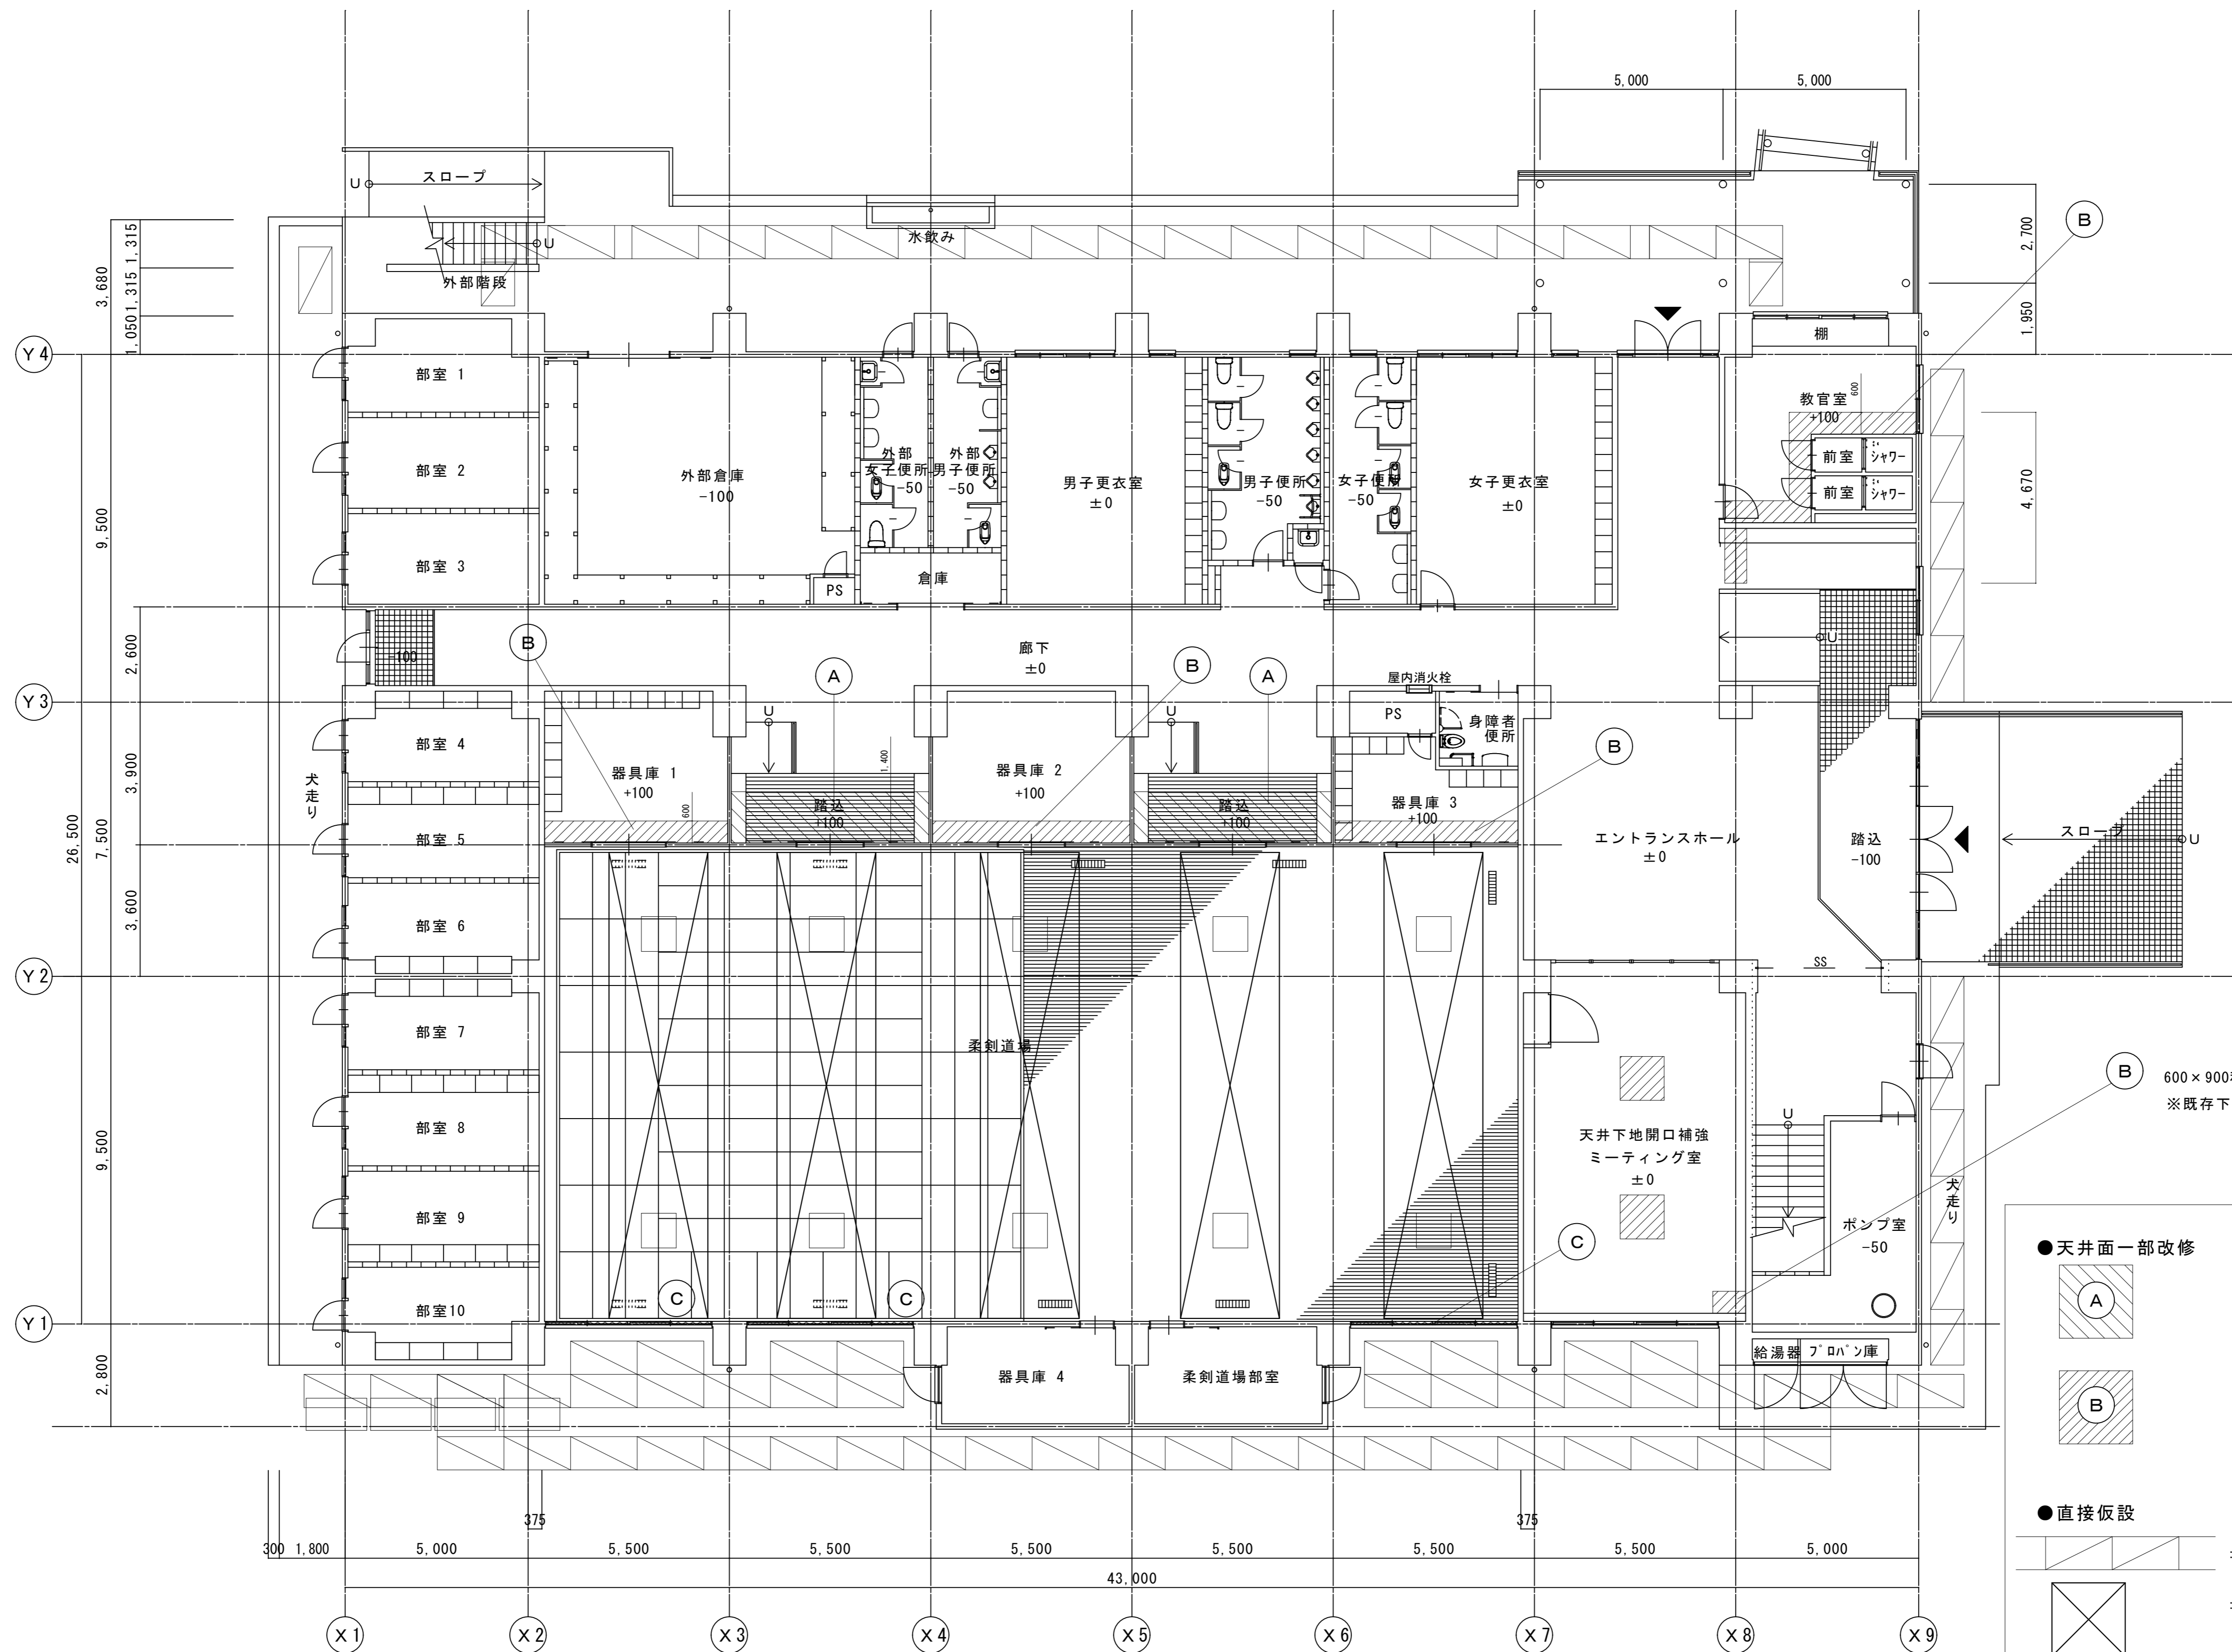 5,000 5,000
U スロープ
水飲み
U
外部階段
B
3,680
1,315
1,315
1,050
2,700
1,950
Y4
棚
部室 1
教官室
+100
600
部室 2
外部倉庫
-100
外部
女子便所
-50
外部
男子便所
-50
男子更衣室
±0
男子便所
-50
女子便所
-50
女子更衣室
±0
前室 シャワー
前室 シャワー
4,670
9,500
部室 3
PS
倉庫
2,600
-100
B
廊下
±0
A
B
A
U
屋内消火栓
Y3
PS
身障者
便所
部室 4
U
U
器具庫 1
+100
600
1,400
踏込
+100
器具庫 2
+100
踏込
+100
器具庫 3
+100
B
犬走り
3,900
26,500
7,500
部室 5
エントランスホール
±0
踏込
-100
スロープ
U
3,600
部室 6
Y2
SS
部室 7
柔剣道場
B
600×900
※既存下
部室 8
天井下地開口補強
ミーティング室
±0
U
9,500
部室 9
C
ポンプ室
-50
犬走り
●天井面一部改修
A
部室10
C
C
Y1
B
2,800
器具庫 4
柔剣道場部室
給湯器
プロパン庫
●直接仮設
375
375
300 1,800 5,000 5,500 5,500 5,500 5,500 5,500 5,500 5,000
43,000
X1 X2 X3 X4 X5 X6 X7 X8 X9